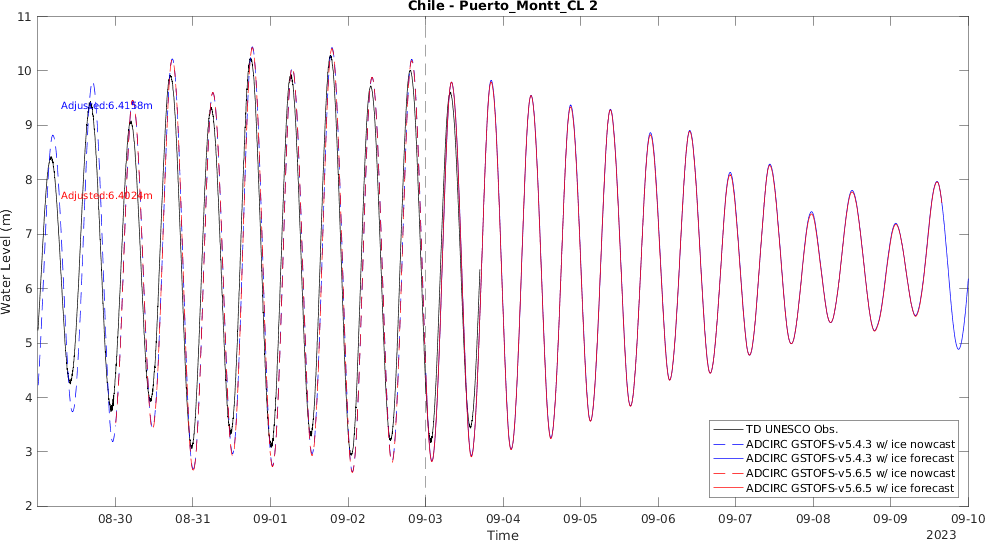 Chile - Puerto_Montt_CL 2
11
10
9
8
7
6
5
4
3
2
Water Level (m)
Adjusted:6.4158m
Adjusted:6.4024m
TD UNESCO Obs.
ADCIRC GSTOFS-v5.4.3 w/ ice nowcast
ADCIRC GSTOFS-v5.4.3 w/ ice forecast
ADCIRC GSTOFS-v5.6.5 w/ ice nowcast
ADCIRC GSTOFS-v5.6.5 w/ ice forecast
08-30 08-31 09-01 09-02 09-03 09-04 09-05 09-06 09-07 09-08 09-09 09-10
Time
2023